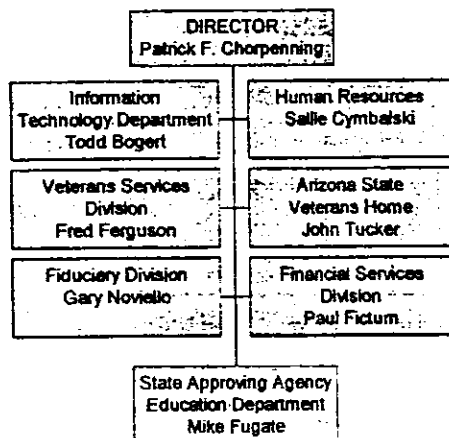 DIRECTOR
Patrick F. Chorpenning
Information
Technology Department
Todd Bogert
Human Resources
Sallie Cymbalski
Veterans Services
Division
Fred Ferguson
Arizona State
Veterans Home
John Tucker
Fiduciary Division
Gary Noviello
Financial Services
Division
Paul Fictum
State Approving Agency
Education Department
Mike Fugate